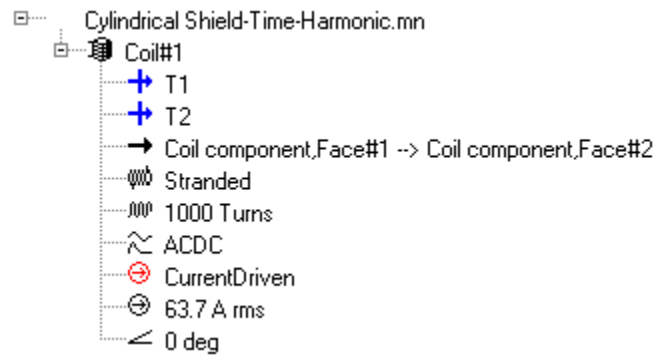 Cylindrical Shield-Time-Harmonic.mn
Coil#1
T1
T2
Coil component,Face#1 --> Coil component,Face#2
Stranded
1000 Turns
ACDC
CurrentDriven
63.7 A rms
0 deg